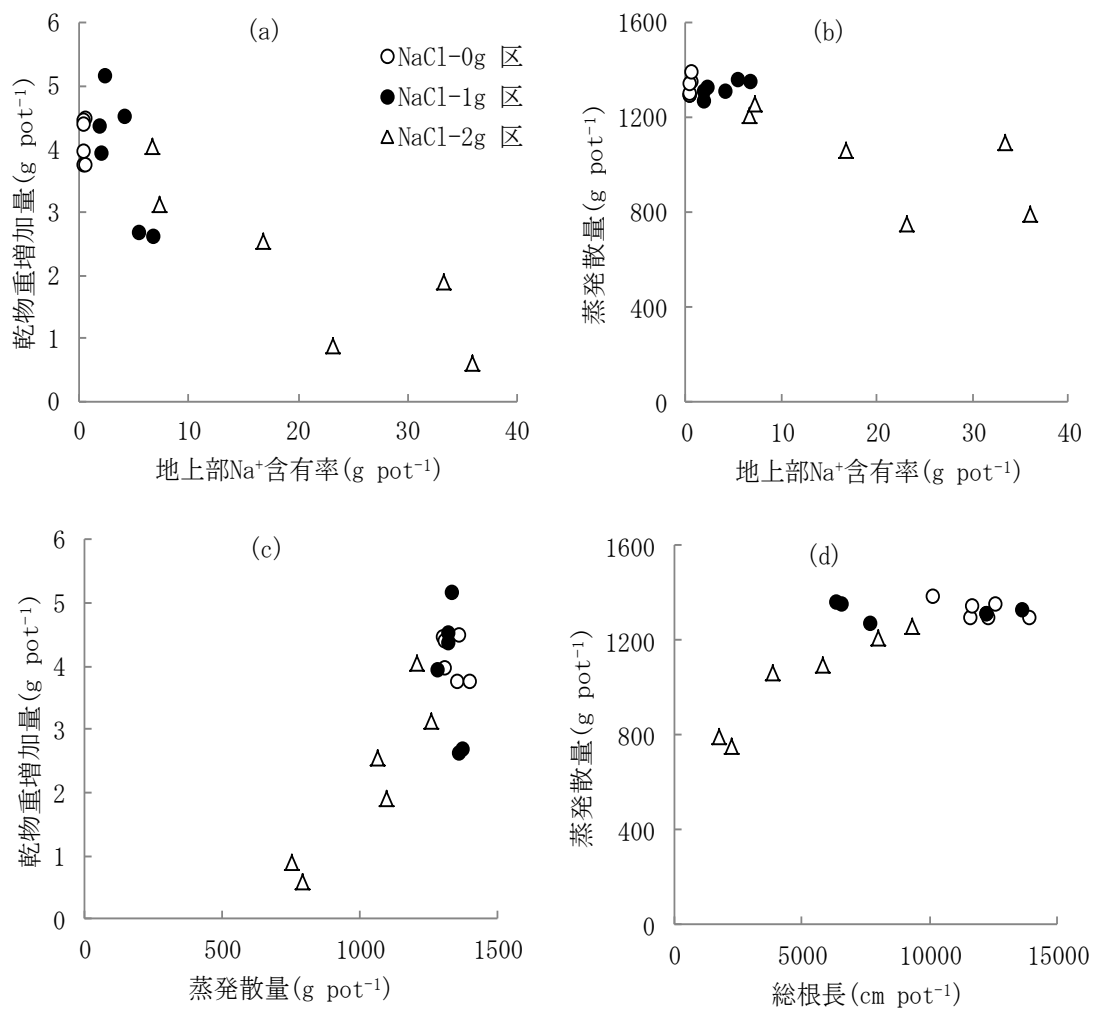 (a)
NaCl-0g 区
NaCl-1g 区
NaCl-2g 区
乾物重増加量(g pot⁻¹)
6
5
4
3
2
1
0
0 10 20 30 40
地上部Na⁺含有率(g pot⁻¹)
(b)
蒸発散量(g pot⁻¹)
1600
1200
800
400
0
0 10 20 30 40
地上部Na⁺含有率(g pot⁻¹)
(c)
乾物重増加量(g pot⁻¹)
6
5
4
3
2
1
0
0 500 1000 1500
蒸発散量(g pot⁻¹)
(d)
蒸発散量(g pot⁻¹)
1600
1200
800
400
0
0 5000 10000 15000
総根長(cm pot⁻¹)